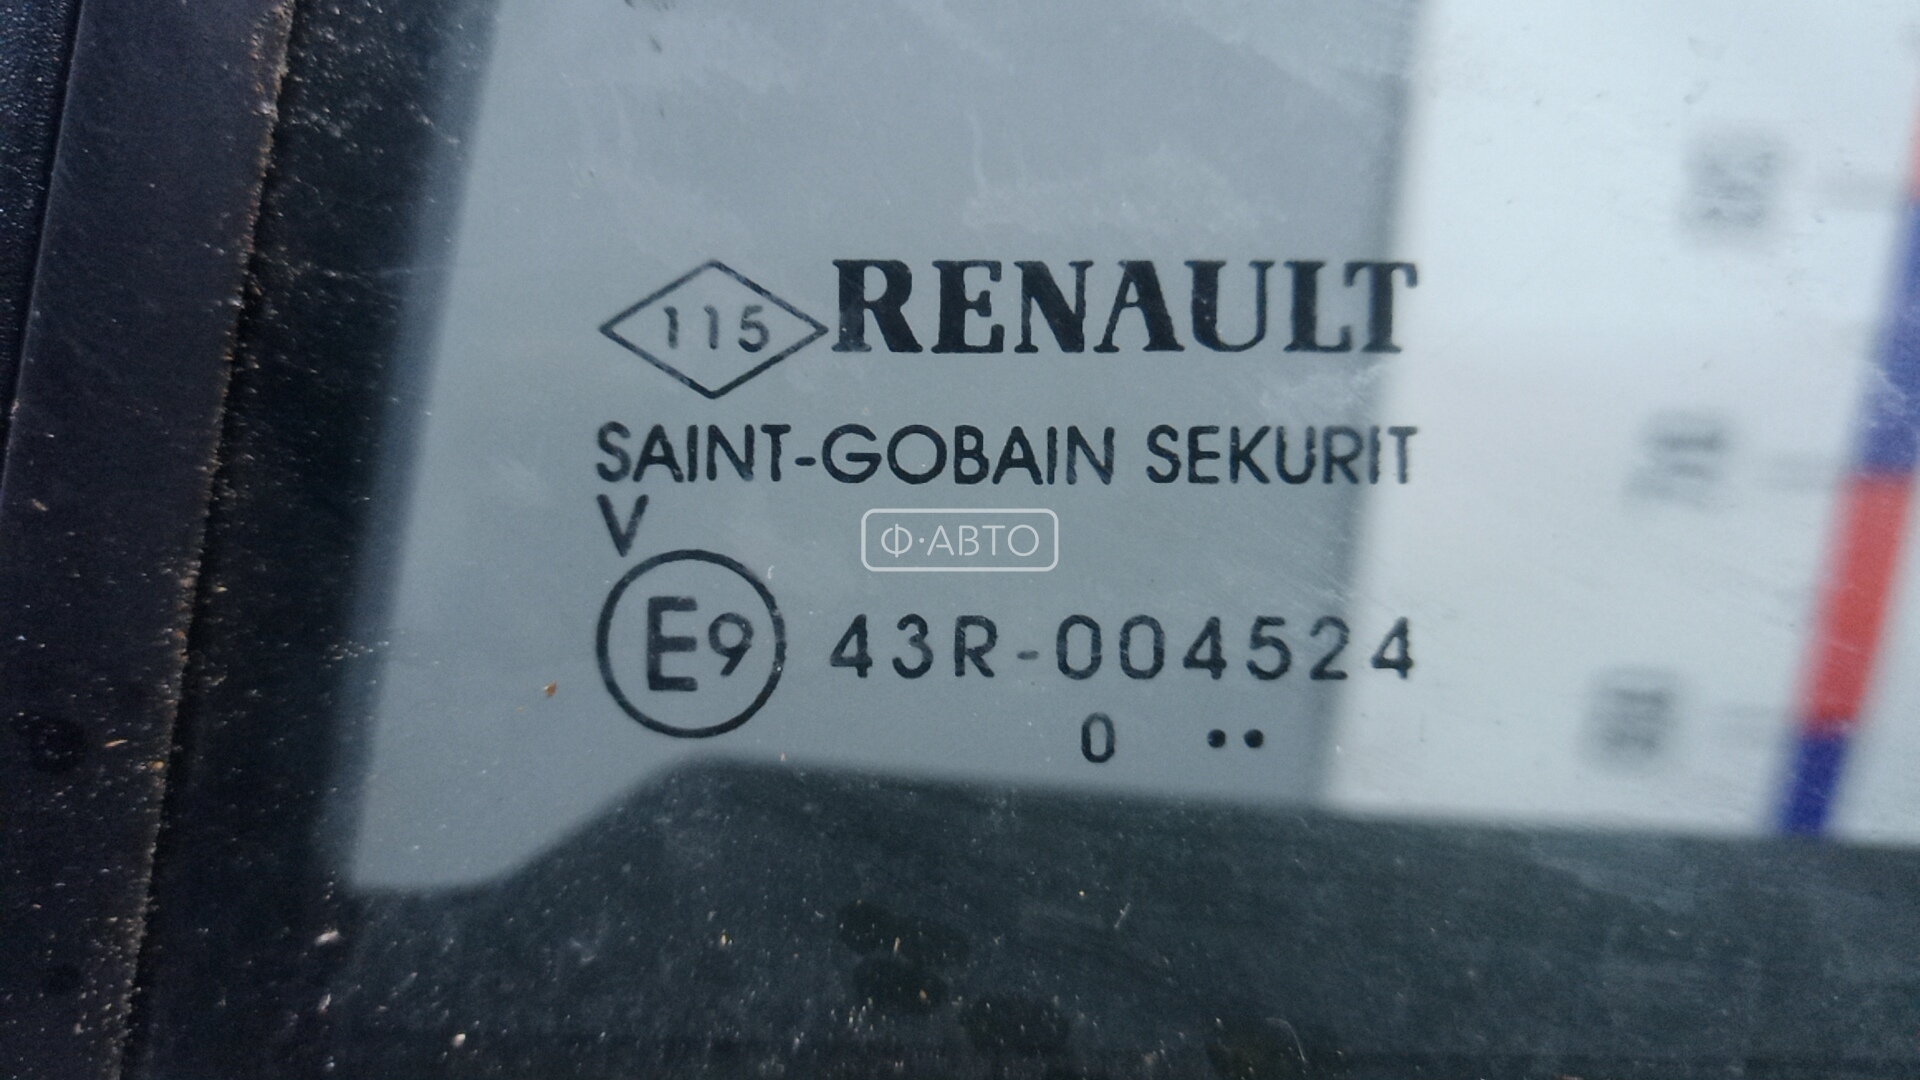 115 RENAULT
SAINT-GOBAIN SEKURIT
V
Ф·АВТО
E9 43R-004524
0 ••